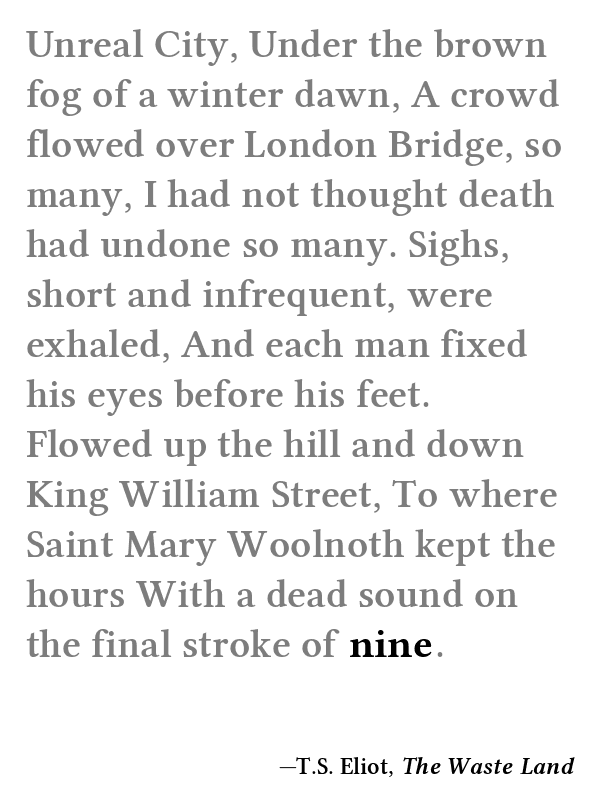 Unreal City, Under the brown
fog of a winter dawn, A crowd
flowed over London Bridge, so
many, I had not thought death
had undone so many. Sighs,
short and infrequent, were
exhaled, And each man fixed
his eyes before his feet.
Flowed up the hill and down
King William Street, To where
Saint Mary Woolnoth kept the
hours With a dead sound on
the final stroke of nine.
—T.S. Eliot, The Waste Land